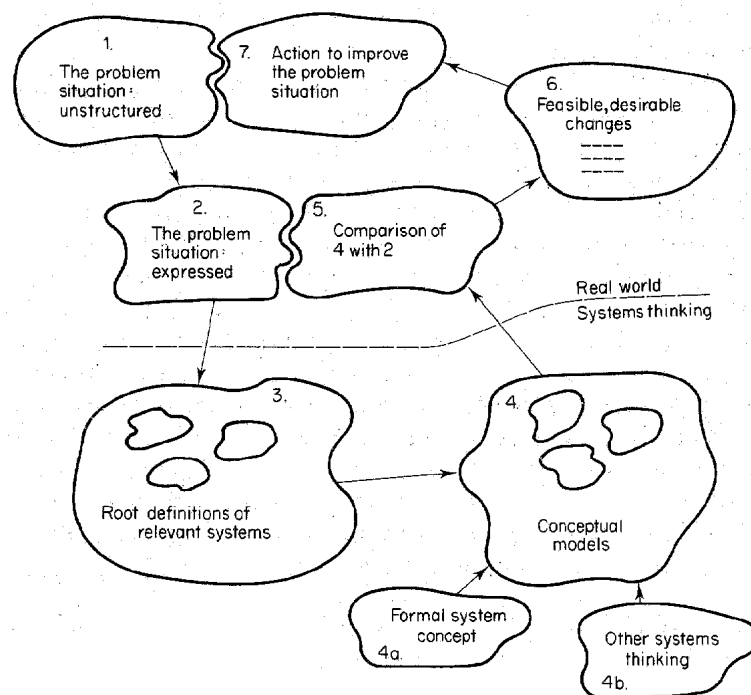 1.
The problem
situation:
unstructured
7. Action to improve
the problem
situation
6.
Feasible, desirable
changes
2.
The problem
situation:
expressed
5.
Comparison of
4 with 2
Real world
Systems thinking
3.
Root definitions of
relevant systems
4.
Conceptual
models
Formal system
concept
4a.
Other systems
thinking
4b.